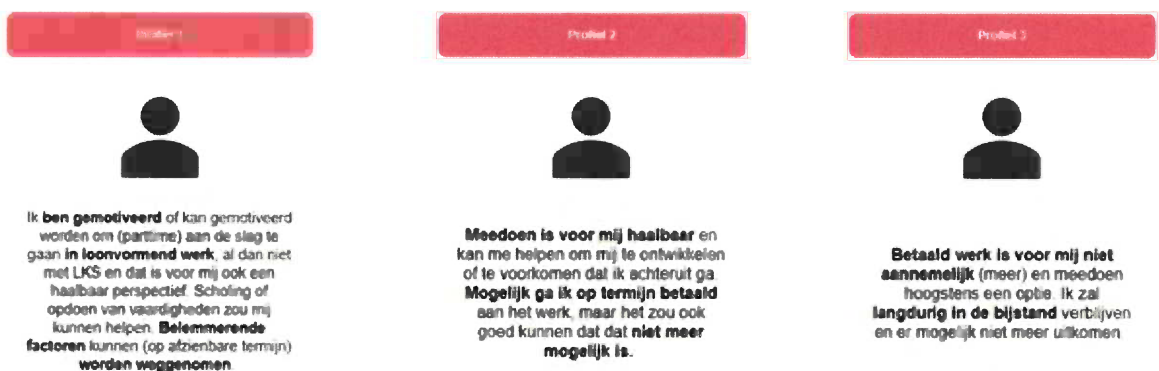 Profiel 1
Ik ben gemotiveerd of kan gemotiveerd
worden om (parttime) aan de slag te
gaan in loonvormend werk, al dan niet
met LKS en dat is voor mij ook een
haalbaar perspectief. Scholing of
opdoen van vaardigheden zou mij
kunnen helpen. Belemmerende
factoren kunnen (op afzienbare termijn)
worden weggenomen.
Profiel 2
Meedoen is voor mij haalbaar en
kan me helpen om mij te ontwikkelen
of te voorkomen dat ik achteruit ga.
Mogelijk ga ik op termijn betaald
aan het werk, maar het zou ook
goed kunnen dat dat niet meer
mogelijk is.
Profiel 3
Betaald werk is voor mij niet
aannemelijk (meer) en meedoen
hoogstens een optie. Ik zal
langdurig in de bijstand verblijven
en er mogelijk niet meer uitkomen